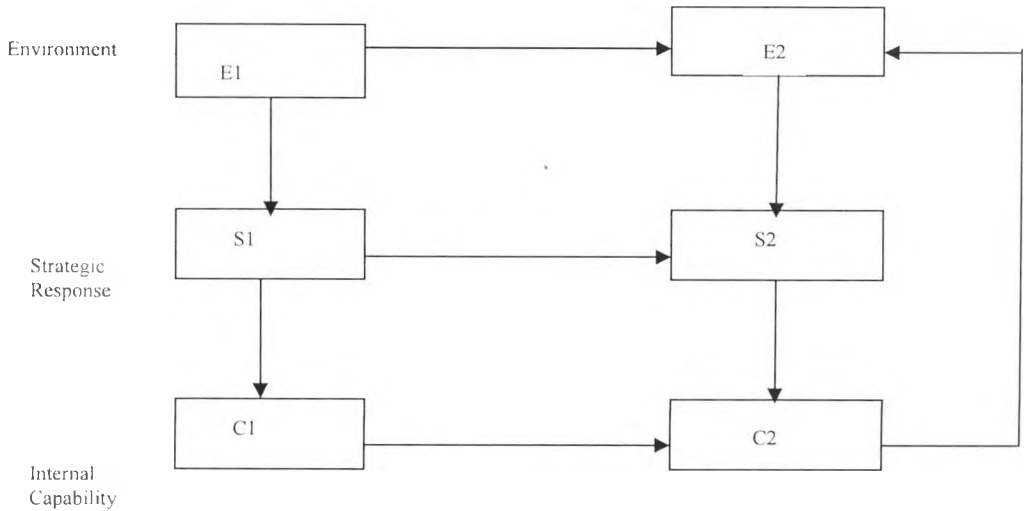 Environment
E1
E2
S1
S2
Strategic
Response
C1
C2
Internal
Capability